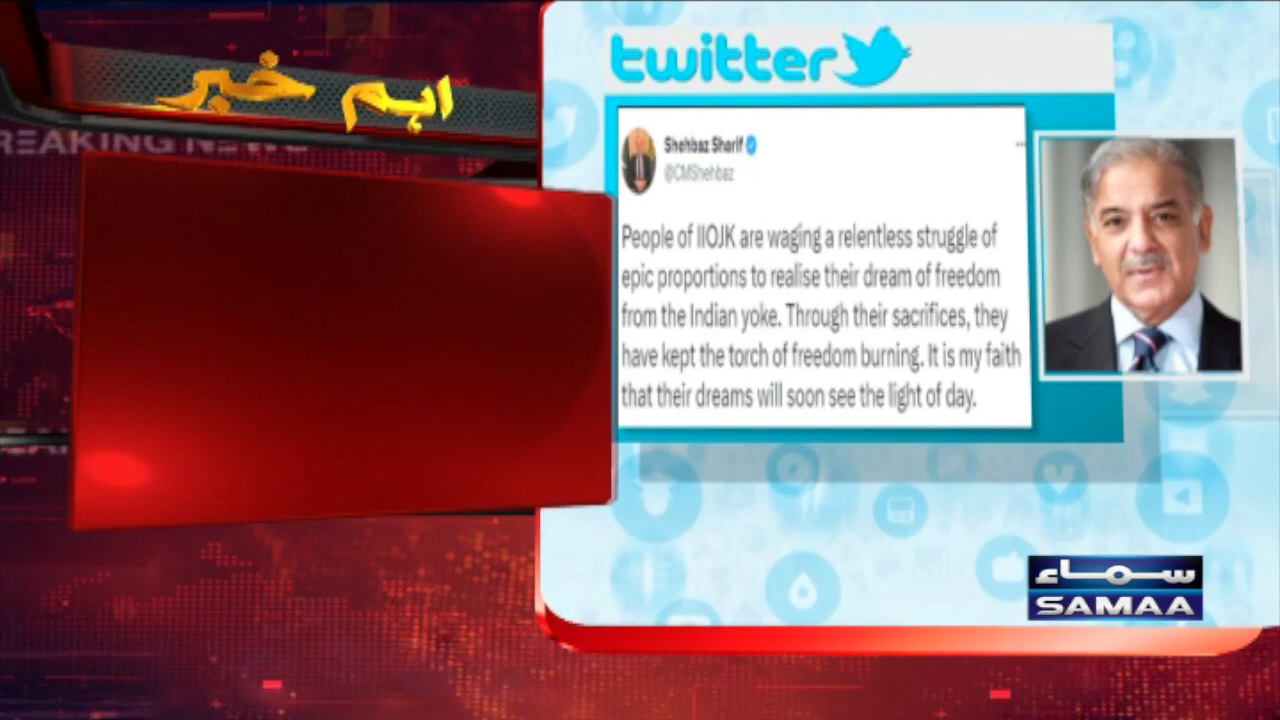 اہم خبر
REAKING NEWS
twitter
Shehbaz Sharif
@CMShehbaz
People of IIOJK are waging a relentless struggle of
epic proportions to realise their dream of freedom
from the Indian yoke. Through their sacrifices, they
have kept the torch of freedom burning. It is my faith
that their dreams will soon see the light of day.
سماء
SAMAA